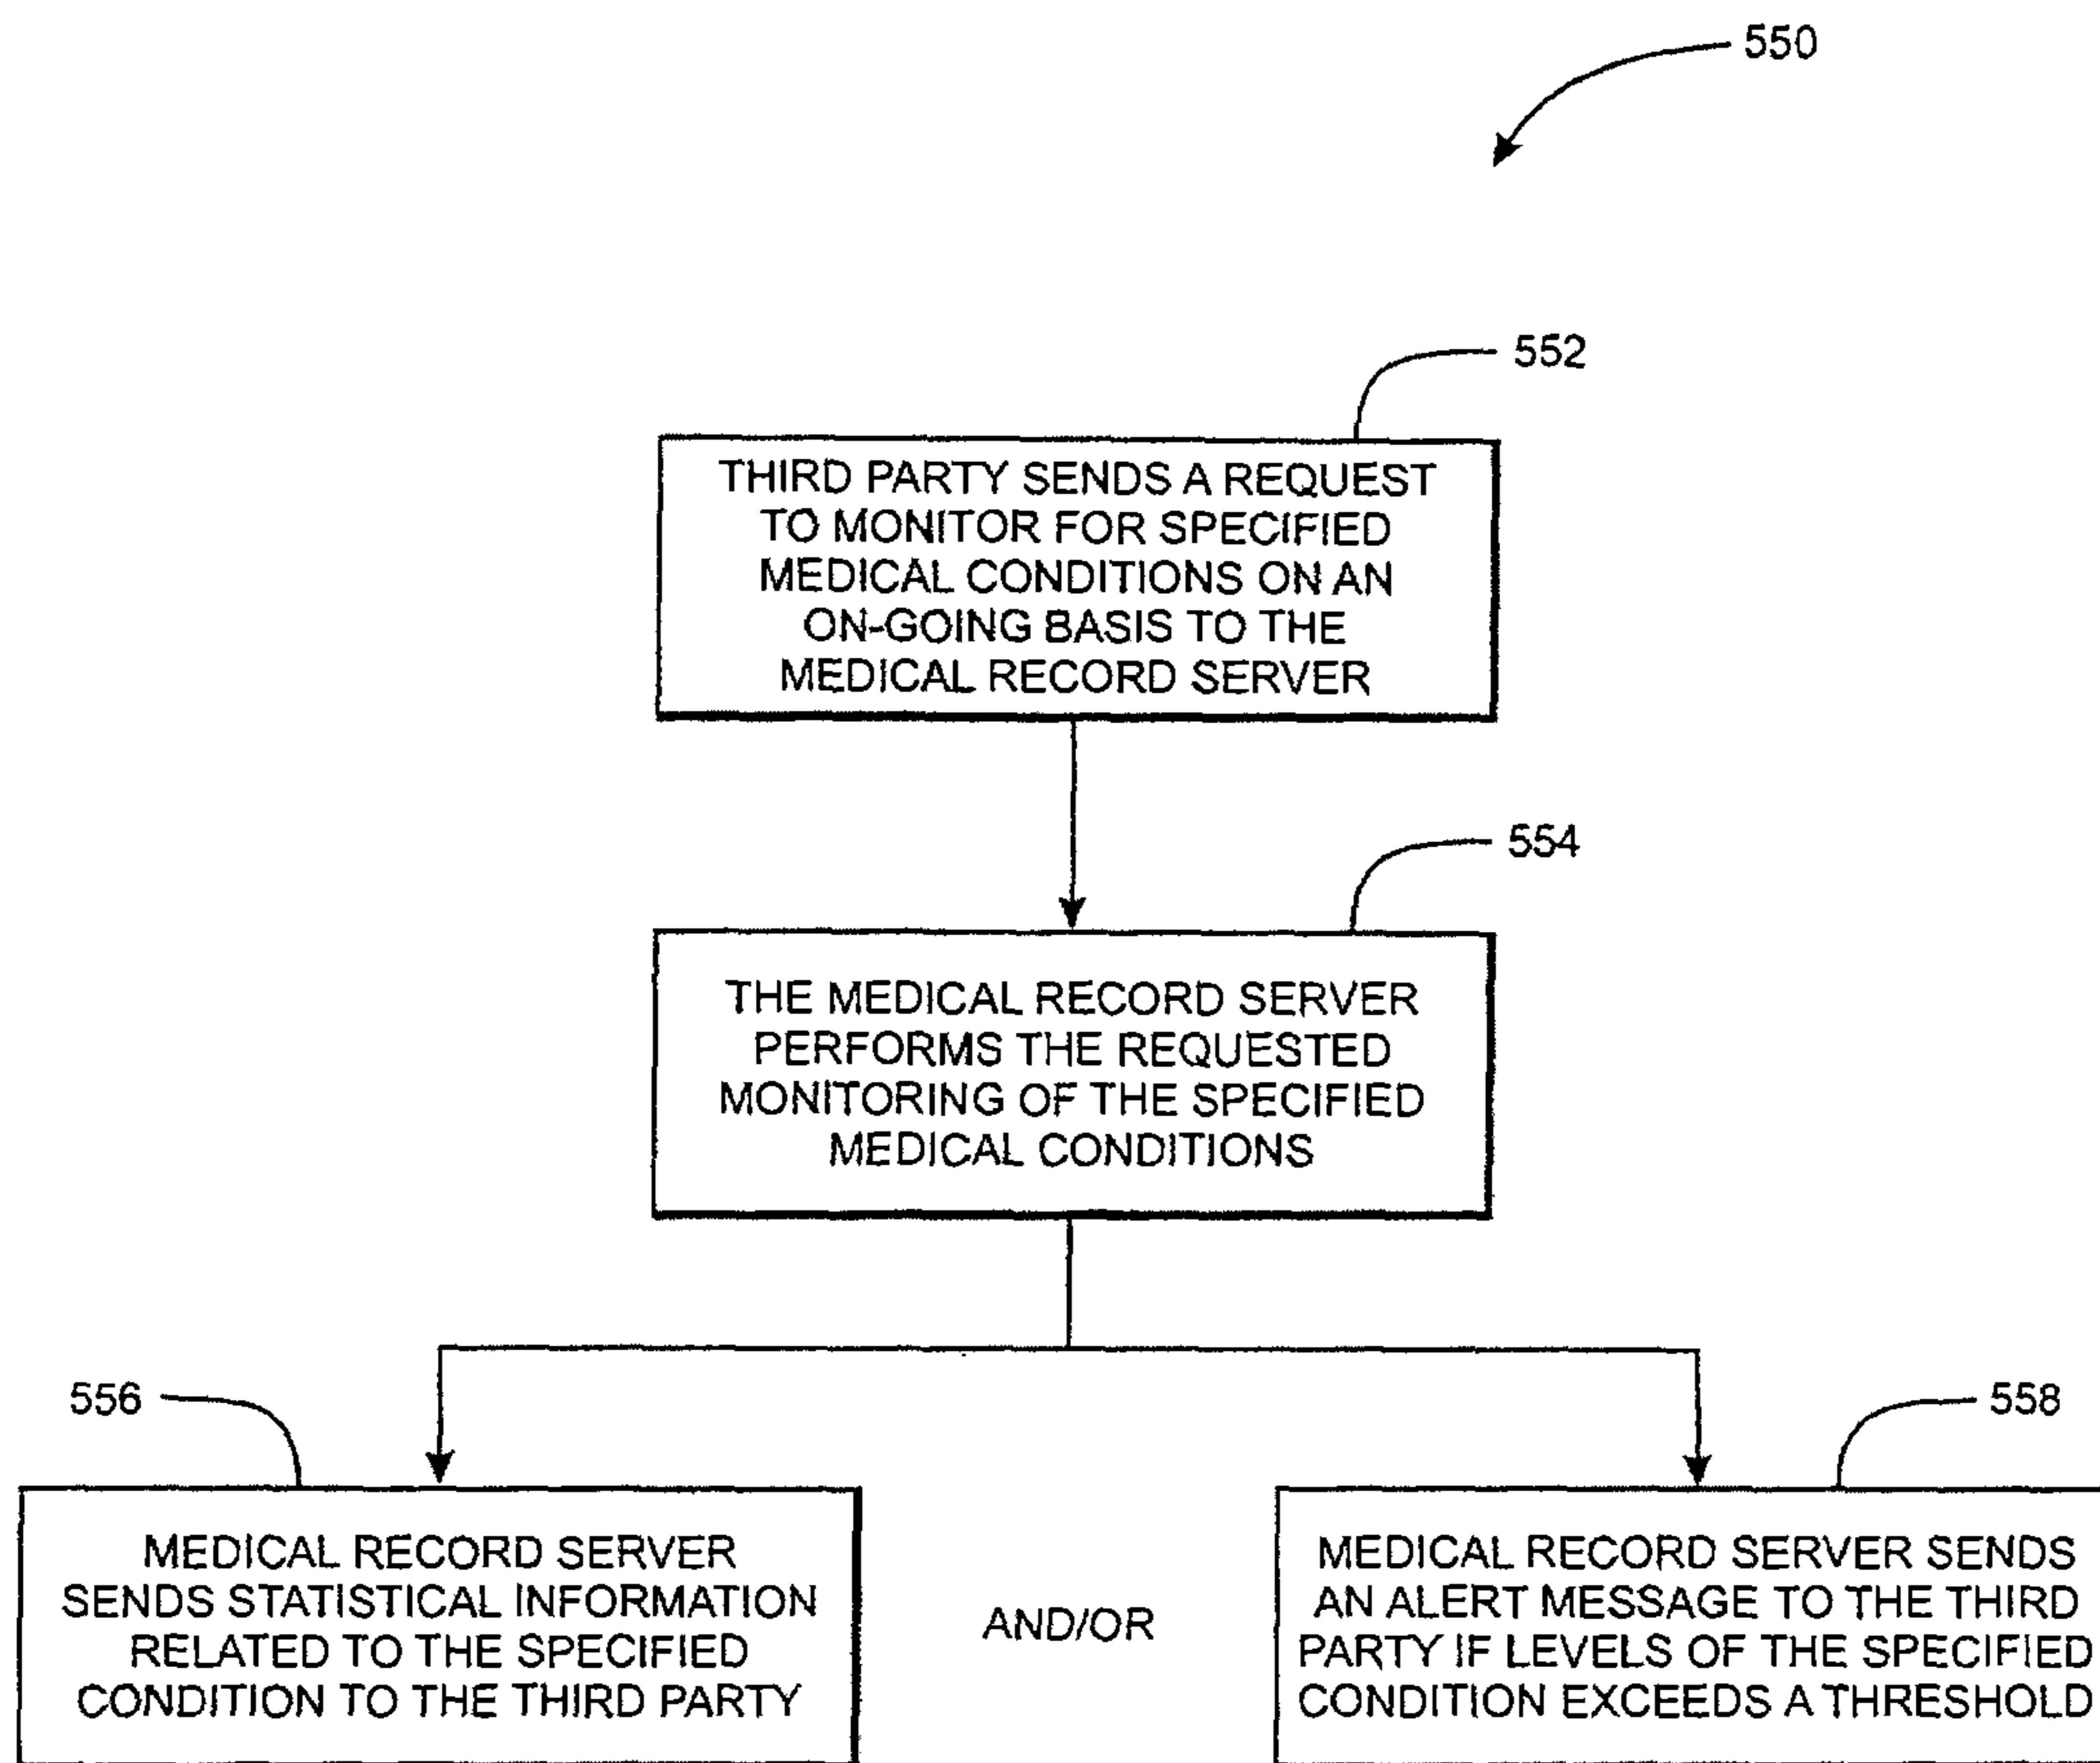 550
552
THIRD PARTY SENDS A REQUEST
TO MONITOR FOR SPECIFIED
MEDICAL CONDITIONS ON AN
ON-GOING BASIS TO THE
MEDICAL RECORD SERVER
554
THE MEDICAL RECORD SERVER
PERFORMS THE REQUESTED
MONITORING OF THE SPECIFIED
MEDICAL CONDITIONS
556
558
MEDICAL RECORD SERVER
SENDS STATISTICAL INFORMATION
RELATED TO THE SPECIFIED
CONDITION TO THE THIRD PARTY
AND/OR
MEDICAL RECORD SERVER SENDS
AN ALERT MESSAGE TO THE THIRD
PARTY IF LEVELS OF THE SPECIFIED
CONDITION EXCEEDS A THRESHOLD